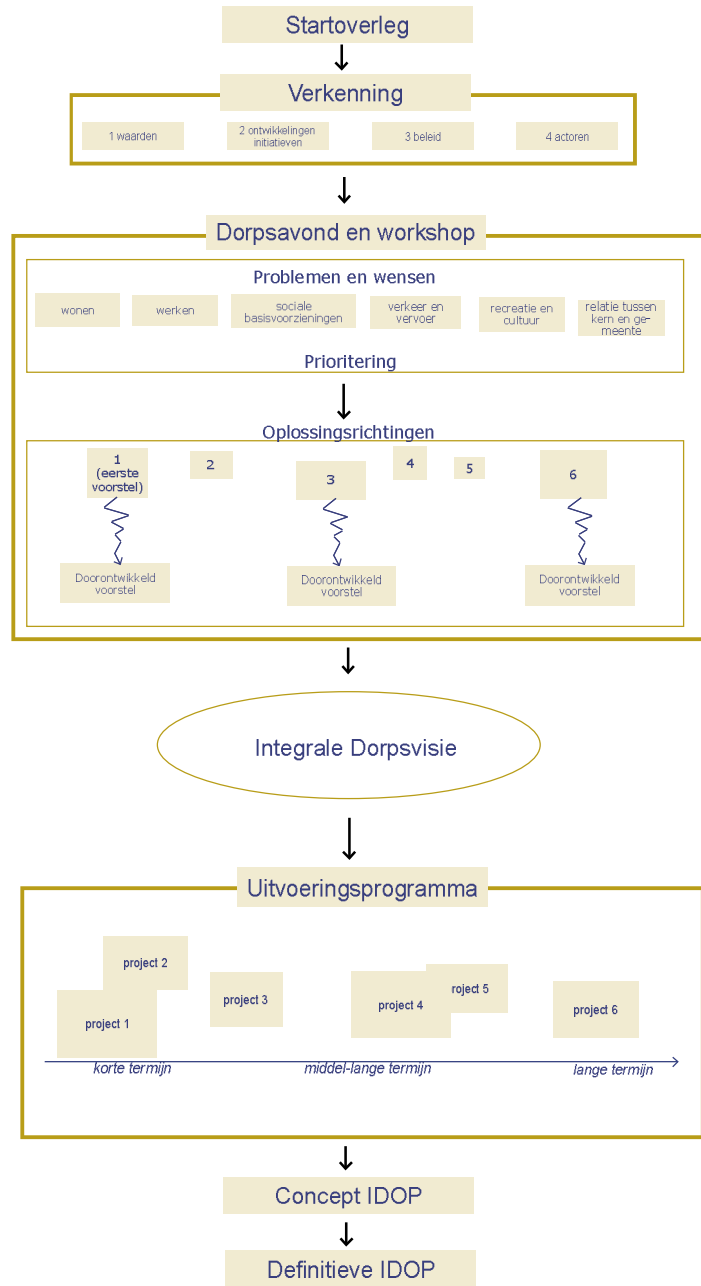 Startoverleg
Verkenning
1 waarden
2 ontwikkelingen
initiatieven
3 beleid
4 actoren
Dorpsavond en workshop
Problemen en wensen
wonen
werken
sociale
basisvoorzieningen
verkeer en
vervoer
recreatie en
cultuur
relatie tussen
kern en ge-
meente
Prioritering
Oplossingsrichtingen
1
(eerste
voorstel)
2
3
4
5
6
Doorontwikkeld
voorstel
Doorontwikkeld
voorstel
Doorontwikkeld
voorstel
Integrale Dorpsvisie
Uitvoeringsprogramma
project 2
project 1
project 3
project 4
roject 5
project 6
korte termijn
middel-lange termijn
lange termijn
Concept IDOP
Definitieve IDOP